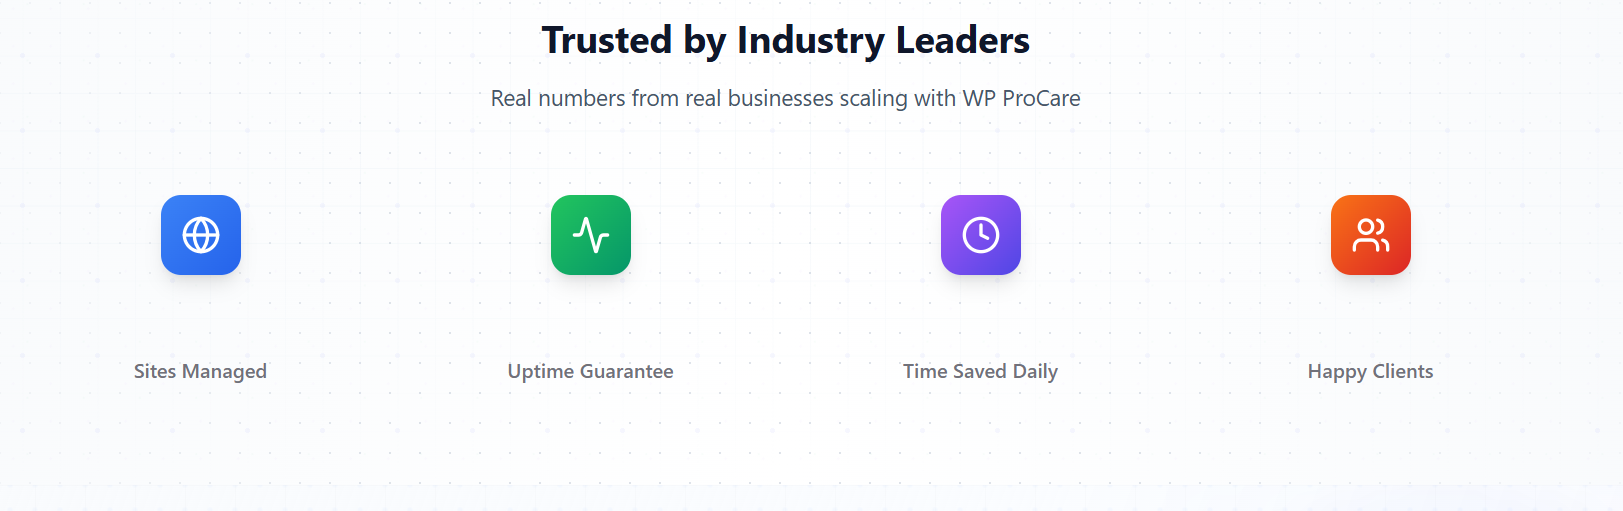 Trusted by Industry Leaders
Real numbers from real businesses scaling with WP ProCare
Sites Managed
Uptime Guarantee
Time Saved Daily
Happy Clients